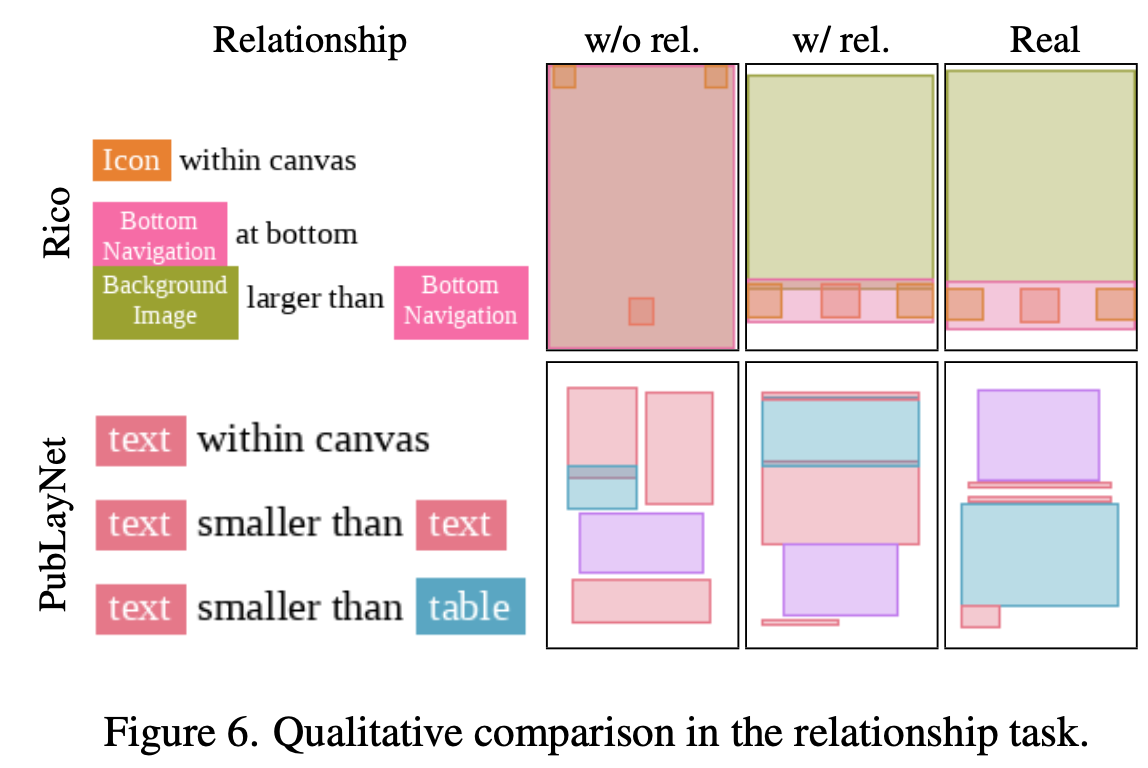 Relationship w/o rel. w/ rel. Real
Rico
Icon within canvas
Bottom
Navigation at bottom
Background
Image larger than Bottom
Navigation
PubLayNet
text within canvas
text smaller than text
text smaller than table
Figure 6. Qualitative comparison in the relationship task.